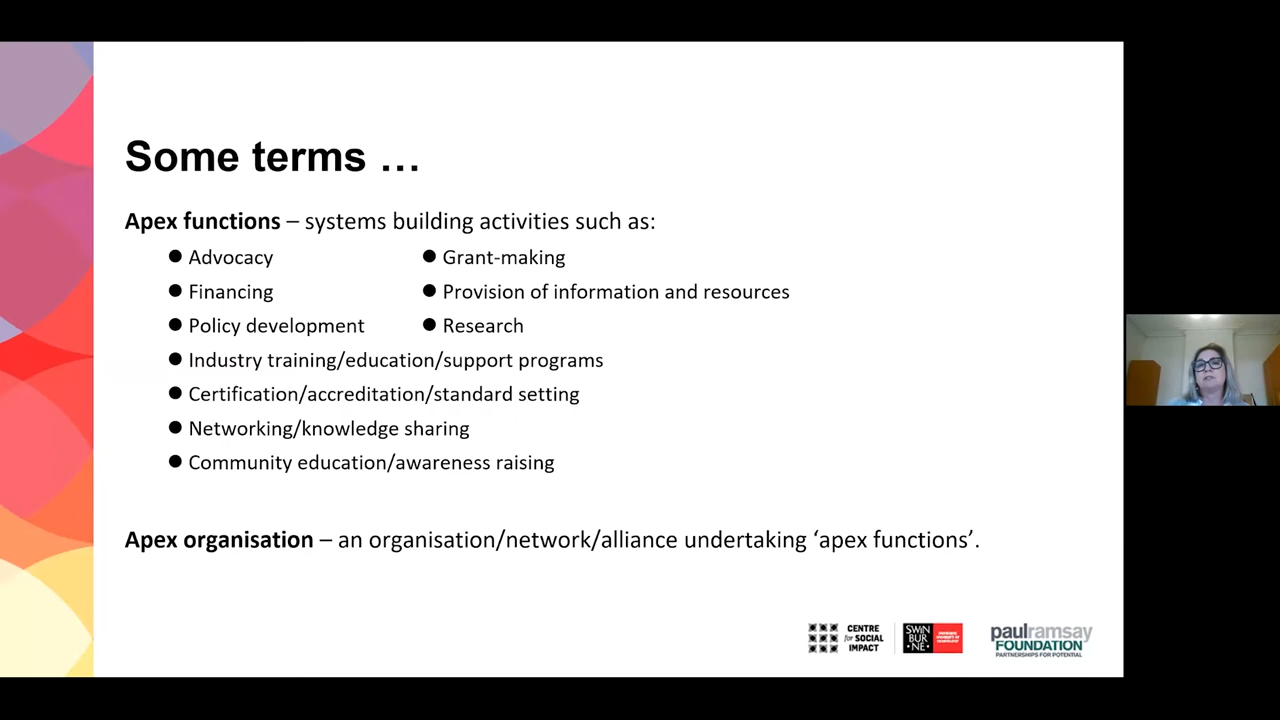 Some terms …
Apex functions – systems building activities such as:
● Advocacy
● Grant-making
● Financing
● Provision of information and resources
● Policy development
● Research
● Industry training/education/support programs
● Certification/accreditation/standard setting
● Networking/knowledge sharing
● Community education/awareness raising
Apex organisation – an organisation/network/alliance undertaking ‘apex functions’.
CENTRE
for SOCIAL
IMPACT
SWIN
BUR
•NE•
paulramsay
FOUNDATION
PARTNERSHIPS FOR POTENTIAL